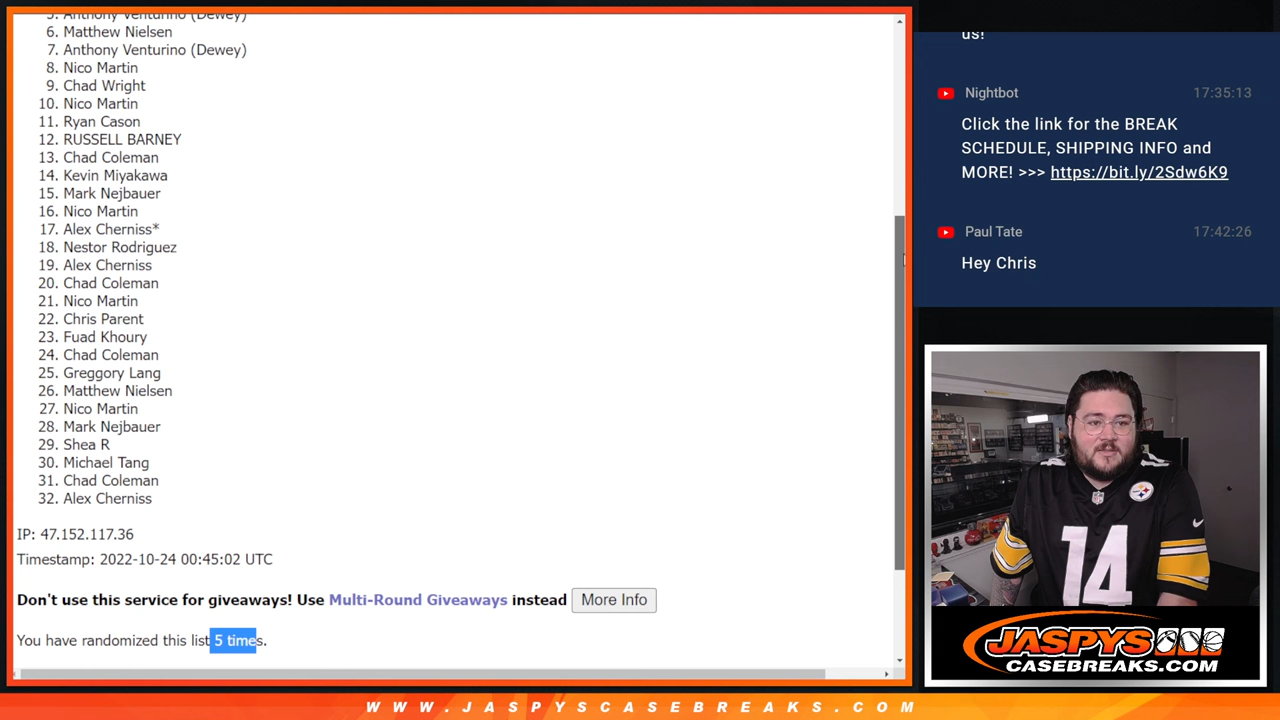 5. Anthony Venturino (Dewey)
6. Matthew Nielsen
7. Anthony Venturino (Dewey)
8. Nico Martin
9. Chad Wright
10. Nico Martin
11. Ryan Cason
12. RUSSELL BARNEY
13. Chad Coleman
14. Kevin Miyakawa
15. Mark Nejbauer
16. Nico Martin
17. Alex Cherniss*
18. Nestor Rodriguez
19. Alex Cherniss
20. Chad Coleman
21. Nico Martin
22. Chris Parent
23. Fuad Khoury
24. Chad Coleman
25. Greggory Lang
26. Matthew Nielsen
27. Nico Martin
28. Mark Nejbauer
29. Shea R
30. Michael Tang
31. Chad Coleman
32. Alex Cherniss
IP: 47.152.117.36
Timestamp: 2022-10-24 00:45:02 UTC
Don't use this service for giveaways! Use Multi-Round Giveaways instead More Info
You have randomized this list 5 times.
us!
Nightbot 17:35:13
Click the link for the BREAK
SCHEDULE, SHIPPING INFO and
MORE! >>> https://bit.ly/2Sdw6K9
Paul Tate 17:42:26
Hey Chris
14
JASPYS
CASEBREAKS.COM
WWW.JASPYSCASEBREAKS.COM